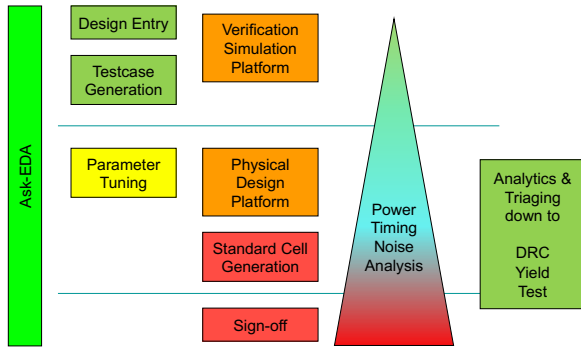 Ask-EDA
Design Entry
Testcase
Generation
Verification
Simulation
Platform
Parameter
Tuning
Physical
Design
Platform
Standard Cell
Generation
Sign-off
Power
Timing
Noise
Analysis
Analytics &
Triaging
down to
DRC
Yield
Test